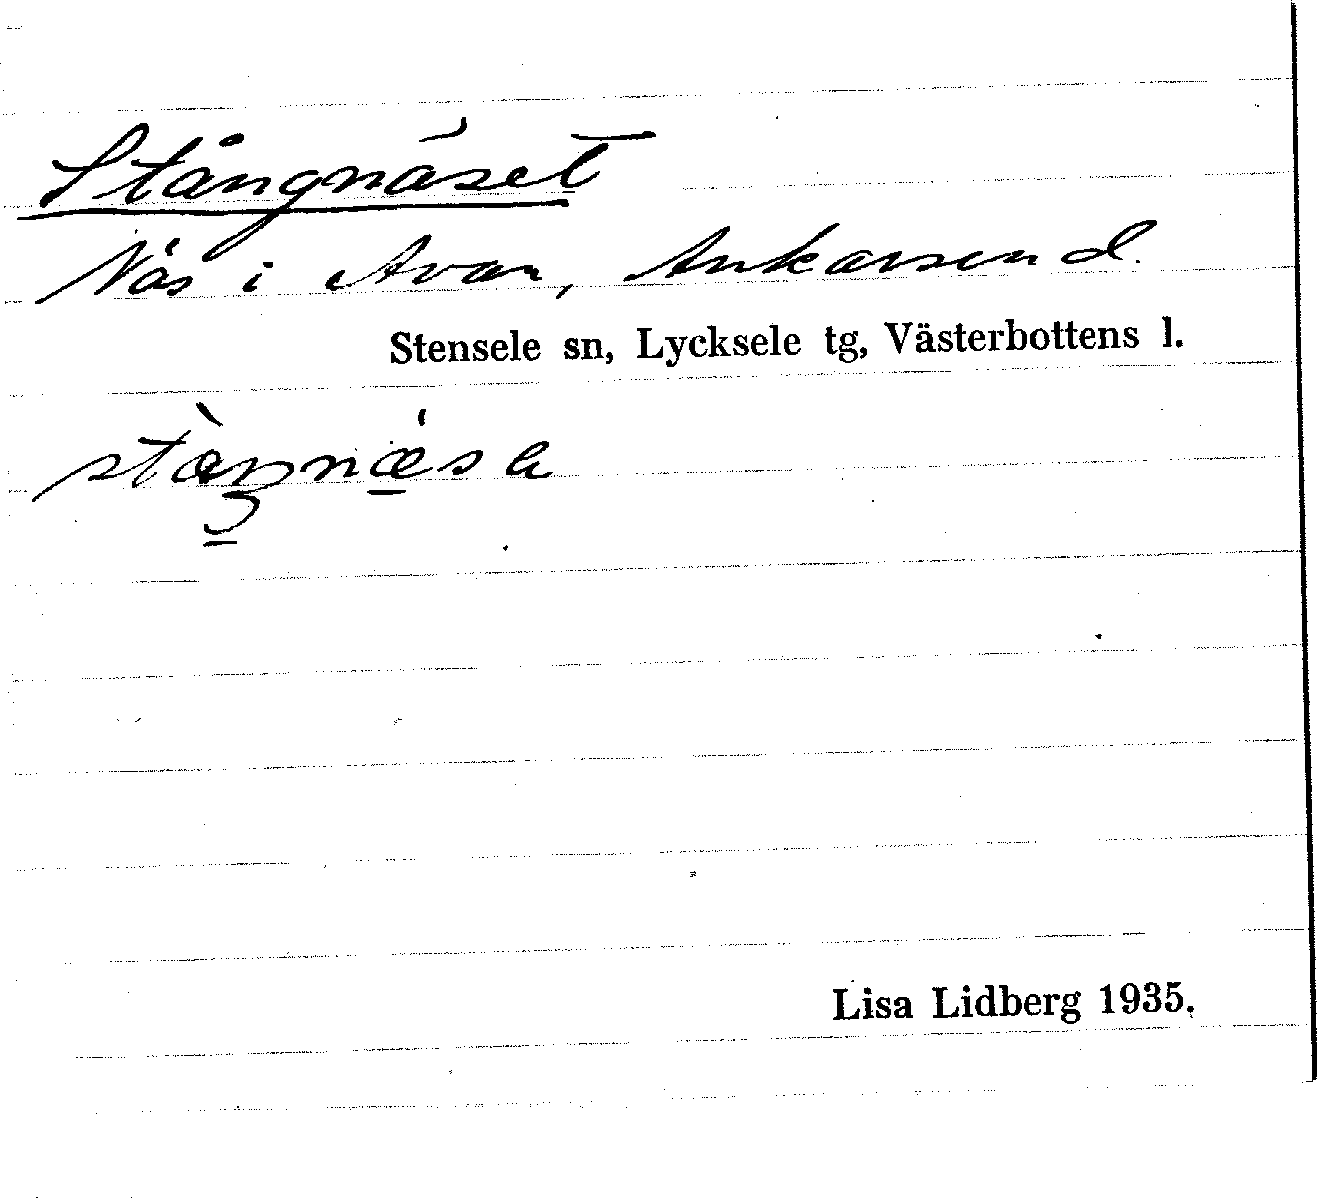 Stångnäset
Näs i Avan, Ankarsund.
Stensele sn, Lycksele tg, Västerbottens l.
Lisa Lidberg 1935.